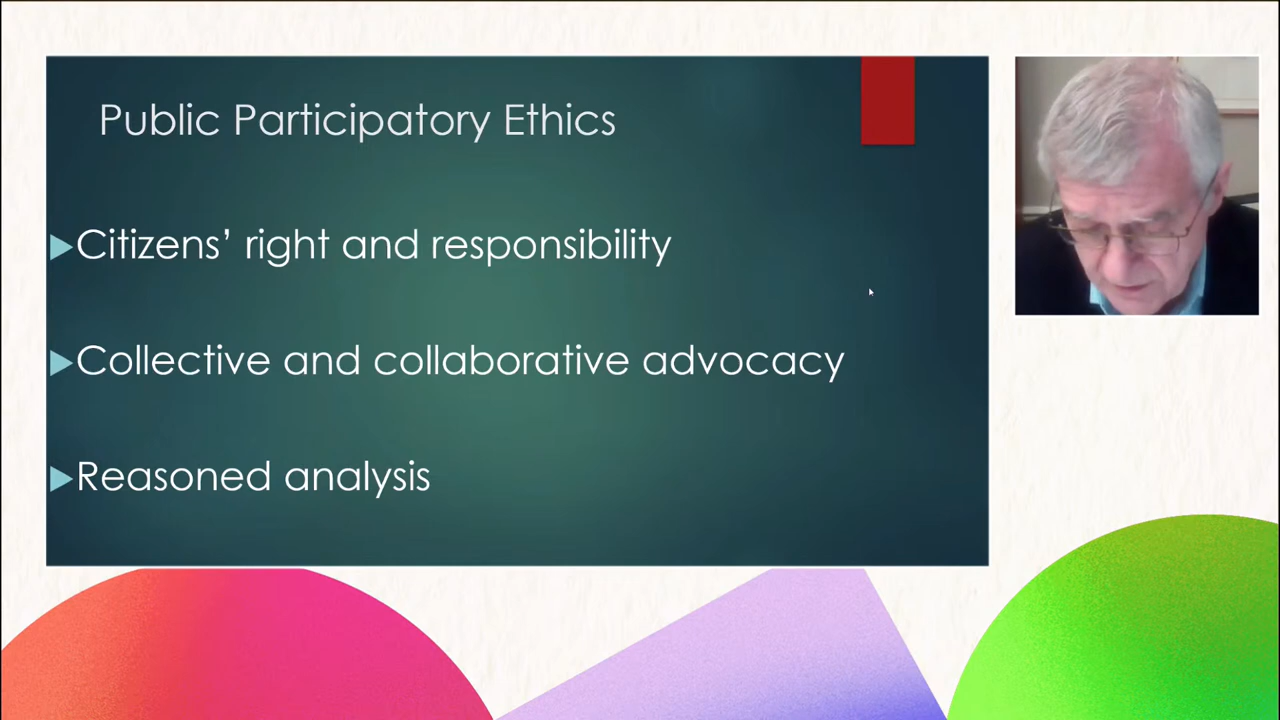 Public Participatory Ethics
Citizens’ right and responsibility
Collective and collaborative advocacy
Reasoned analysis